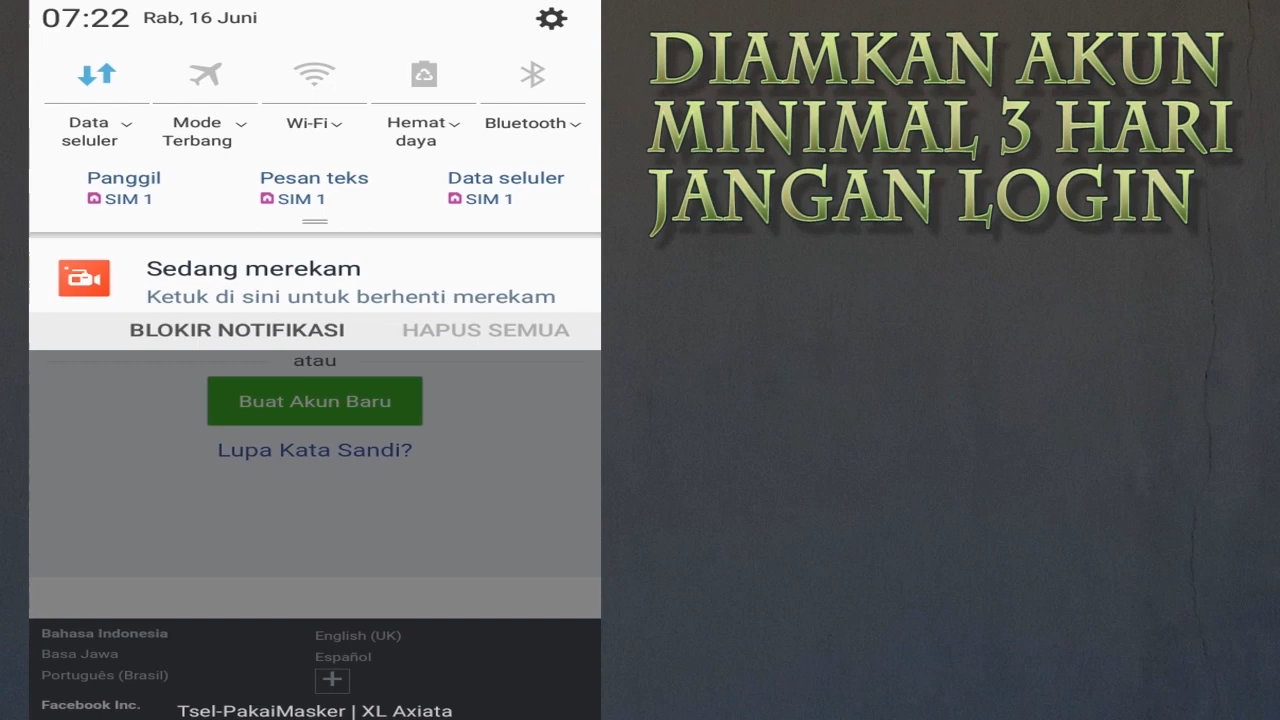 07:22 Rab, 16 Juni
Data seluler
Mode Terbang
Wi-Fi
Hemat daya
Bluetooth
Panggil
SIM 1
Pesan teks
SIM 1
Data seluler
SIM 1
Sedang merekam
Ketuk di sini untuk berhenti merekam
BLOKIR NOTIFIKASI
HAPUS SEMUA
atau
Buat Akun Baru
Lupa Kata Sandi?
Bahasa Indonesia
English (UK)
Basa Jawa
Español
Português (Brasil)
Facebook Inc.
Tsel-PakaiMasker | XL Axiata
DIAMKAN AKUN
MINIMAL 3 HARI
JANGAN LOGIN